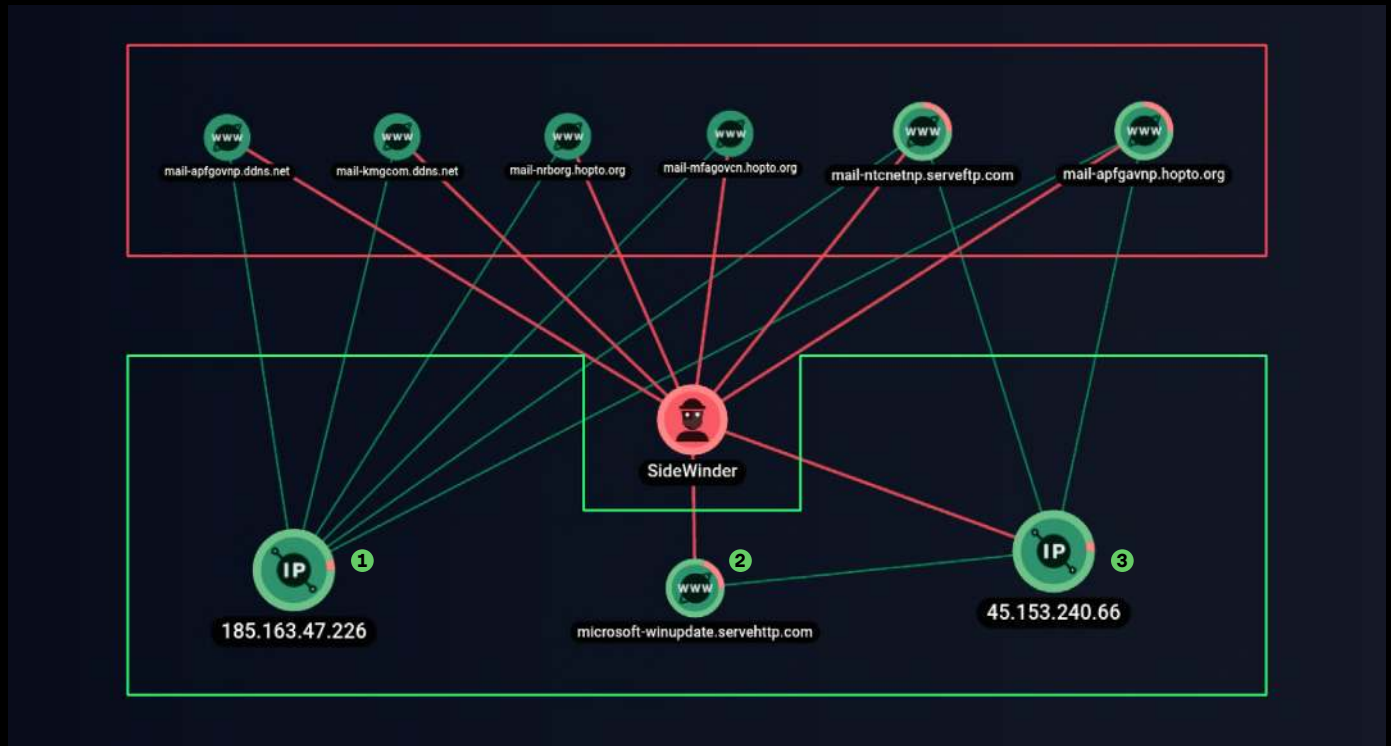 www
www
www
www
www
www
mail-apfgovnp.ddns.net
mail-kmgcom.ddns.net
mail-nrborg.hopto.org
mail-mfagovcn.hopto.org
mail-ntcnetnp.serveftp.com
mail-apfgavnp.hopto.org
SideWinder
IP
1
185.163.47.226
www
2
microsoft-winupdate.servehttp.com
IP
3
45.153.240.66